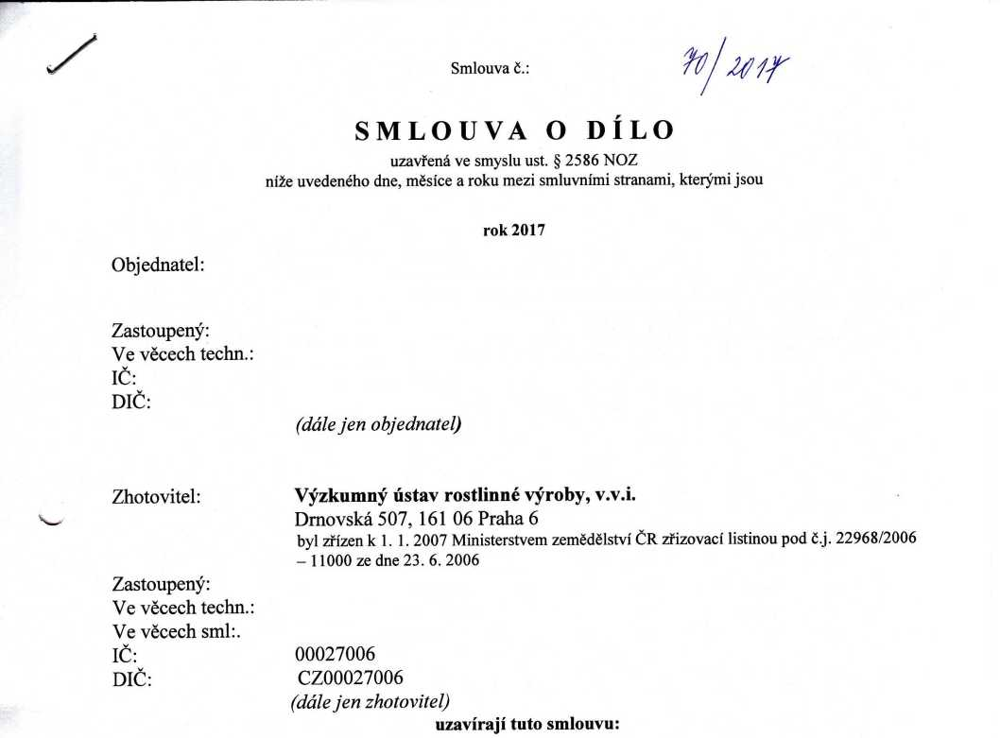 Smlouva č.: 70/2017
SMLOUVA O DÍLO
uzavřená ve smyslu ust. § 2586 NOZ
níže uvedeného dne, měsíce a roku mezi smluvními stranami, kterými jsou
rok 2017
Objednatel:
Zastoupený:
Ve věcech techn.:
IČ:
DIČ:
(dále jen objednatel)
Zhotovitel: Výzkumný ústav rostlinné výroby, v.v.i.
Drnovská 507, 161 06 Praha 6
byl zřízen k 1. 1. 2007 Ministerstvem zemědělství ČR zřizovací listinou pod č.j. 22968/2006
– 11000 ze dne 23. 6. 2006
Zastoupený:
Ve věcech techn.:
Ve věcech sml:.
IČ: 00027006
DIČ: CZ00027006
(dále jen zhotovitel)
uzavírají tuto smlouvu: